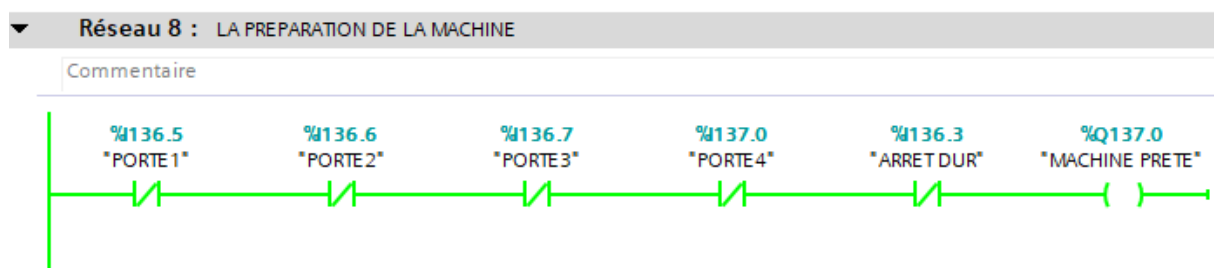 Réseau 8 : LA PREPARATION DE LA MACHINE
Commentaire
%I136.5 %I136.6 %I136.7 %I137.0 %I136.3 %Q137.0
"PORTE1" "PORTE2" "PORTE3" "PORTE4" "ARRET DUR" "MACHINE PRETE"